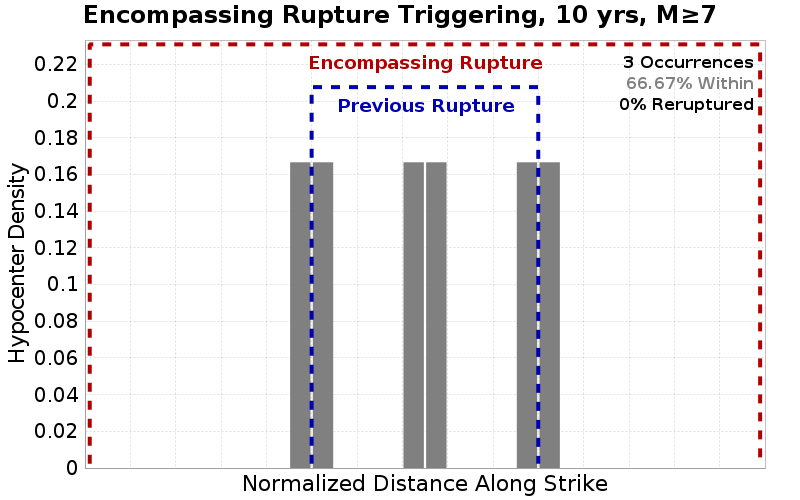 Encompassing Rupture Triggering, 10 yrs, M≥7
Encompassing Rupture
Previous Rupture
3 Occurrences
66.67% Within
0% Reruptured
Hypocenter Density
0.22
0.2
0.18
0.16
0.14
0.12
0.1
0.08
0.06
0.04
0.02
0
Normalized Distance Along Strike